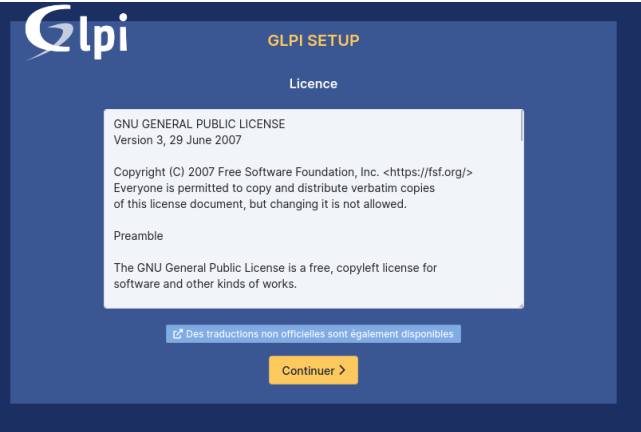 Glpi
GLPI SETUP
Licence
GNU GENERAL PUBLIC LICENSE
Version 3, 29 June 2007
Copyright (C) 2007 Free Software Foundation, Inc. <https://fsf.org/>
Everyone is permitted to copy and distribute verbatim copies
of this license document, but changing it is not allowed.
Preamble
The GNU General Public License is a free, copyleft license for
software and other kinds of works.
Des traductions non officielles sont également disponibles
Continuer